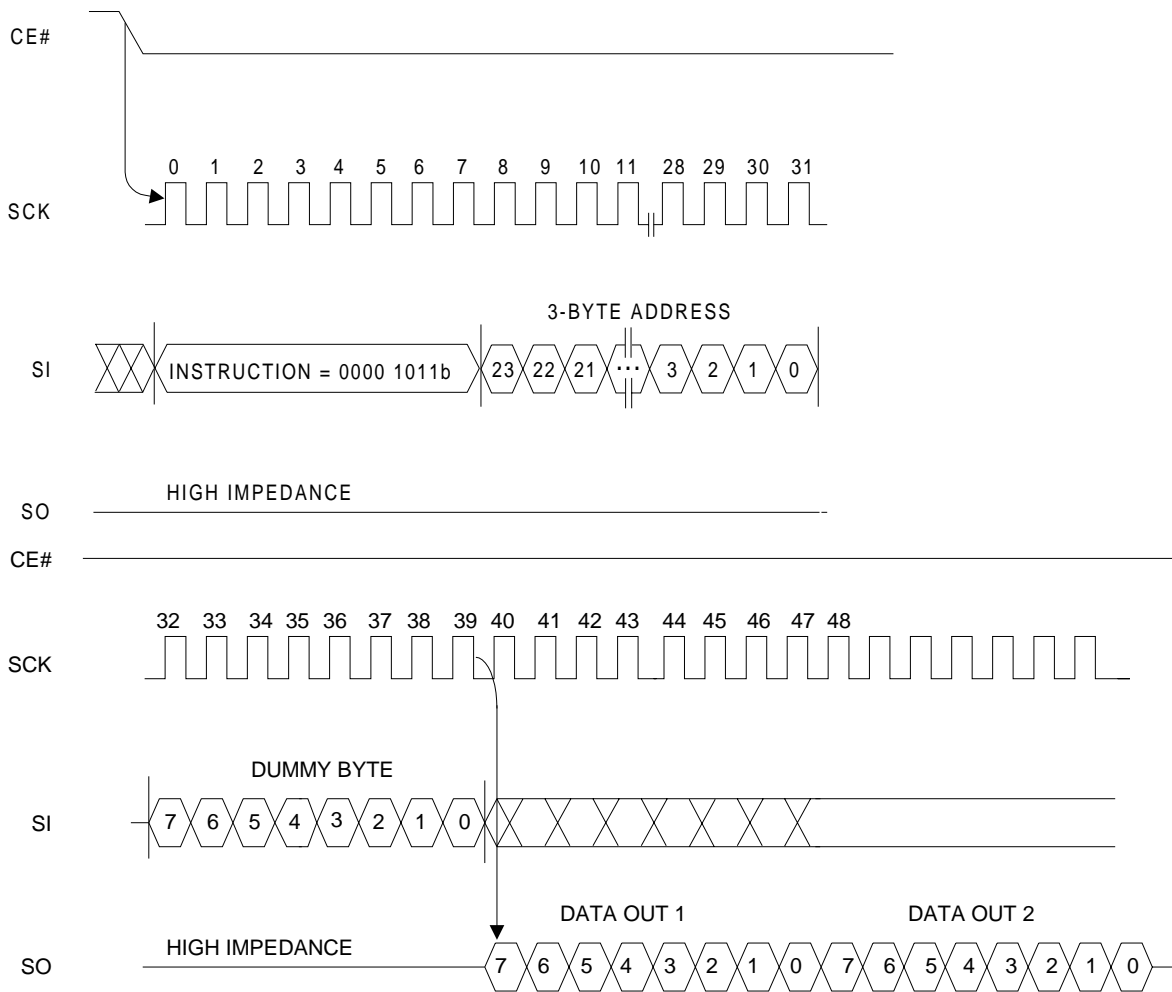 CE#
0 1 2 3 4 5 6 7 8 9 10 11 28 29 30 31
SCK
3-BYTE ADDRESS
SI INSTRUCTION = 0000 1011b 23 22 21 ... 3 2 1 0
HIGH IMPEDANCE
SO
CE#
32 33 34 35 36 37 38 39 40 41 42 43 44 45 46 47 48
SCK
DUMMY BYTE
SI 7 6 5 4 3 2 1 0
DATA OUT 1 DATA OUT 2
HIGH IMPEDANCE
SO 7 6 5 4 3 2 1 0 7 6 5 4 3 2 1 0